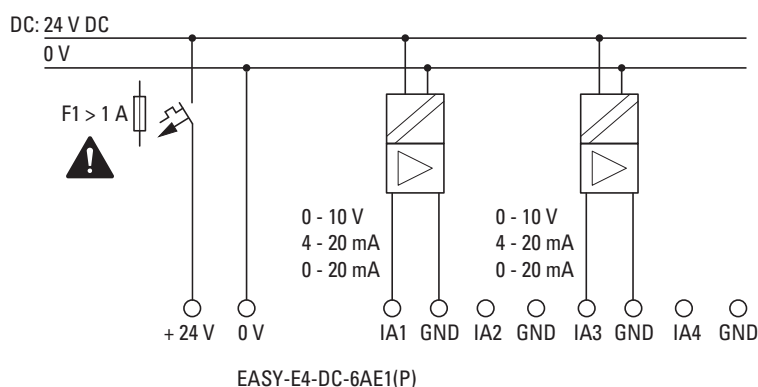 DC: 24 V DC
0 V
F1 > 1 A
0 - 10 V
4 - 20 mA
0 - 20 mA
0 - 10 V
4 - 20 mA
0 - 20 mA
+ 24 V 0 V IA1 GND IA2 GND IA3 GND IA4 GND
EASY-E4-DC-6AE1(P)